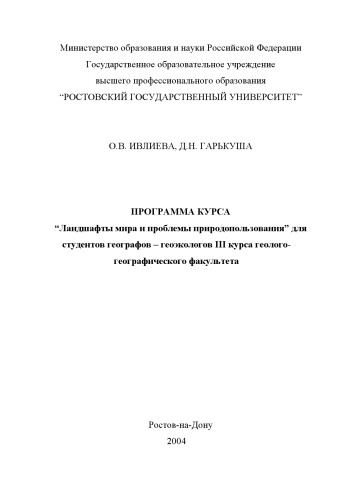 Министерство образования и науки Российской Федерации
Государственное образовательное учреждение
высшего профессионального образования
“РОСТОВСКИЙ ГОСУДАРСТВЕННЫЙ УНИВЕРСИТЕТ”
О.В. ИВЛИЕВА, Д.Н. ГАРЬКУША
ПРОГРАММА КУРСА
“Ландшафты мира и проблемы природопользования” для
студентов географов – геоэкологов III курса геолого-
географического факультета
Ростов-на-Дону
2004